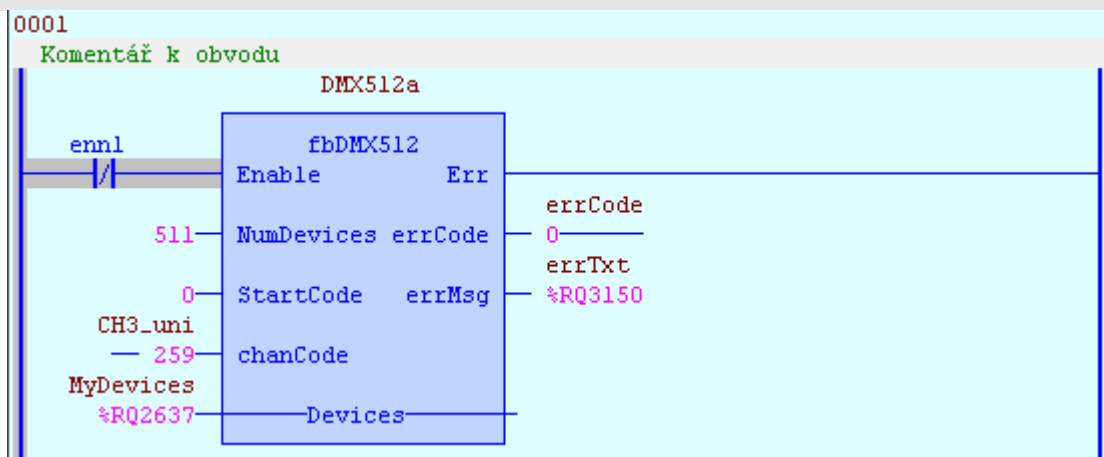 0001
Komentář k obvodu
DMX512a
enn1
fbDMX512
/
Enable Err
errCode
511 NumDevices errCode 0
errTxt
0 StartCode errMsg %RQ3150
CH3_uni
259 chanCode
MyDevices
%RQ2637 Devices